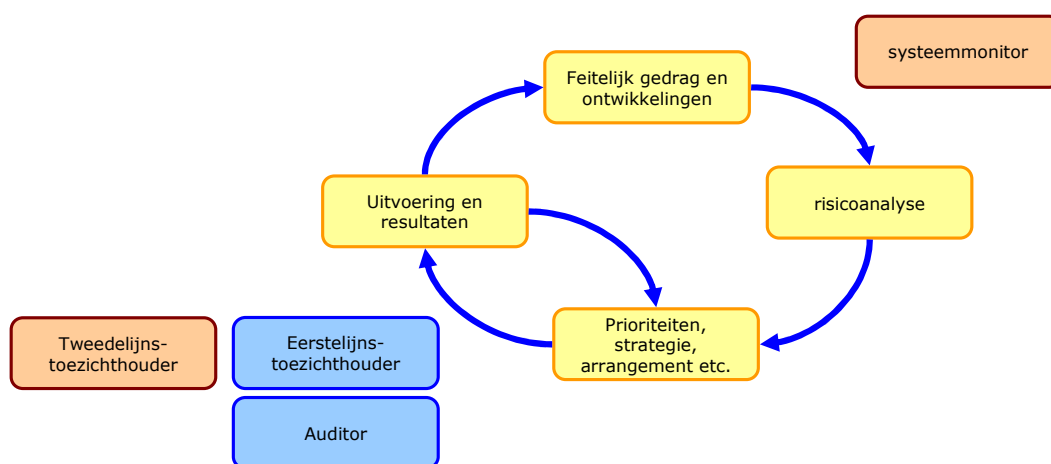 systeemmonitor
Feitelijk gedrag en
ontwikkelingen
Uitvoering en
resultaten
risicoanalyse
Prioriteiten,
strategie,
arrangement etc.
Tweedelijns-
toezichthouder
Eerstelijns-
toezichthouder
Auditor